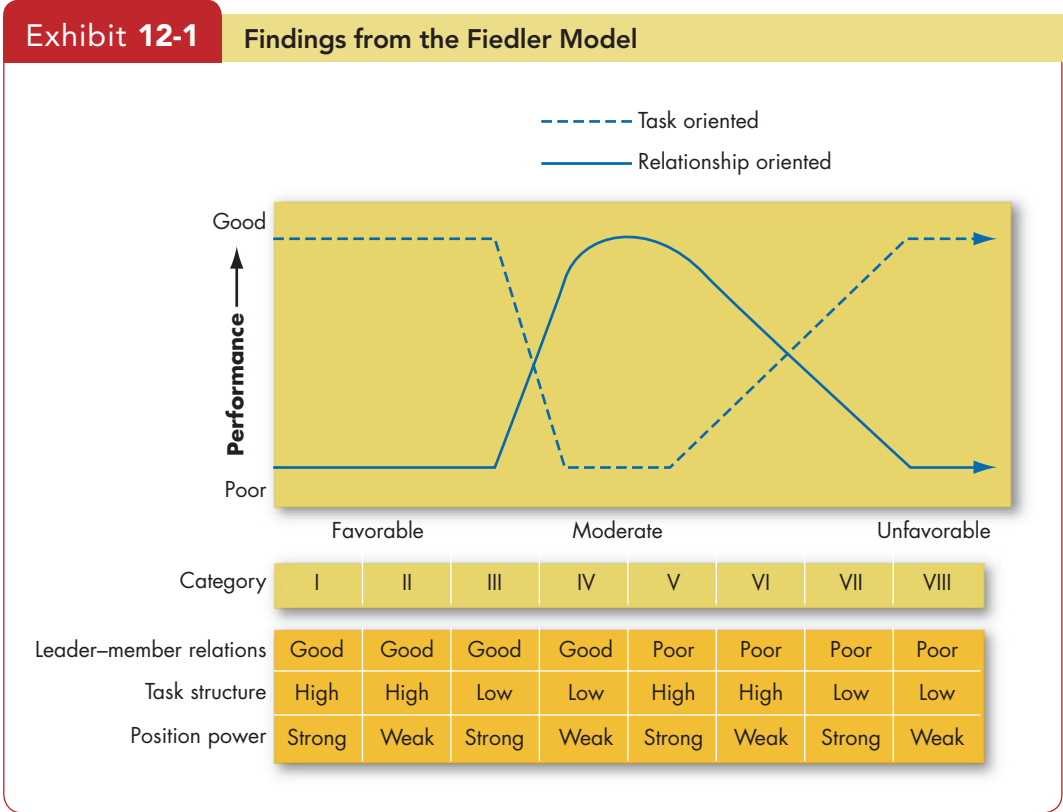 Exhibit 12-1 Findings from the Fiedler Model
Task oriented
Relationship oriented
Good
Performance
Poor
Favorable Moderate Unfavorable
Category I II III IV V VI VII VIII
Leader–member relations Good Good Good Good Poor Poor Poor Poor
Task structure High High Low Low High High Low Low
Position power Strong Weak Strong Weak Strong Weak Strong Weak